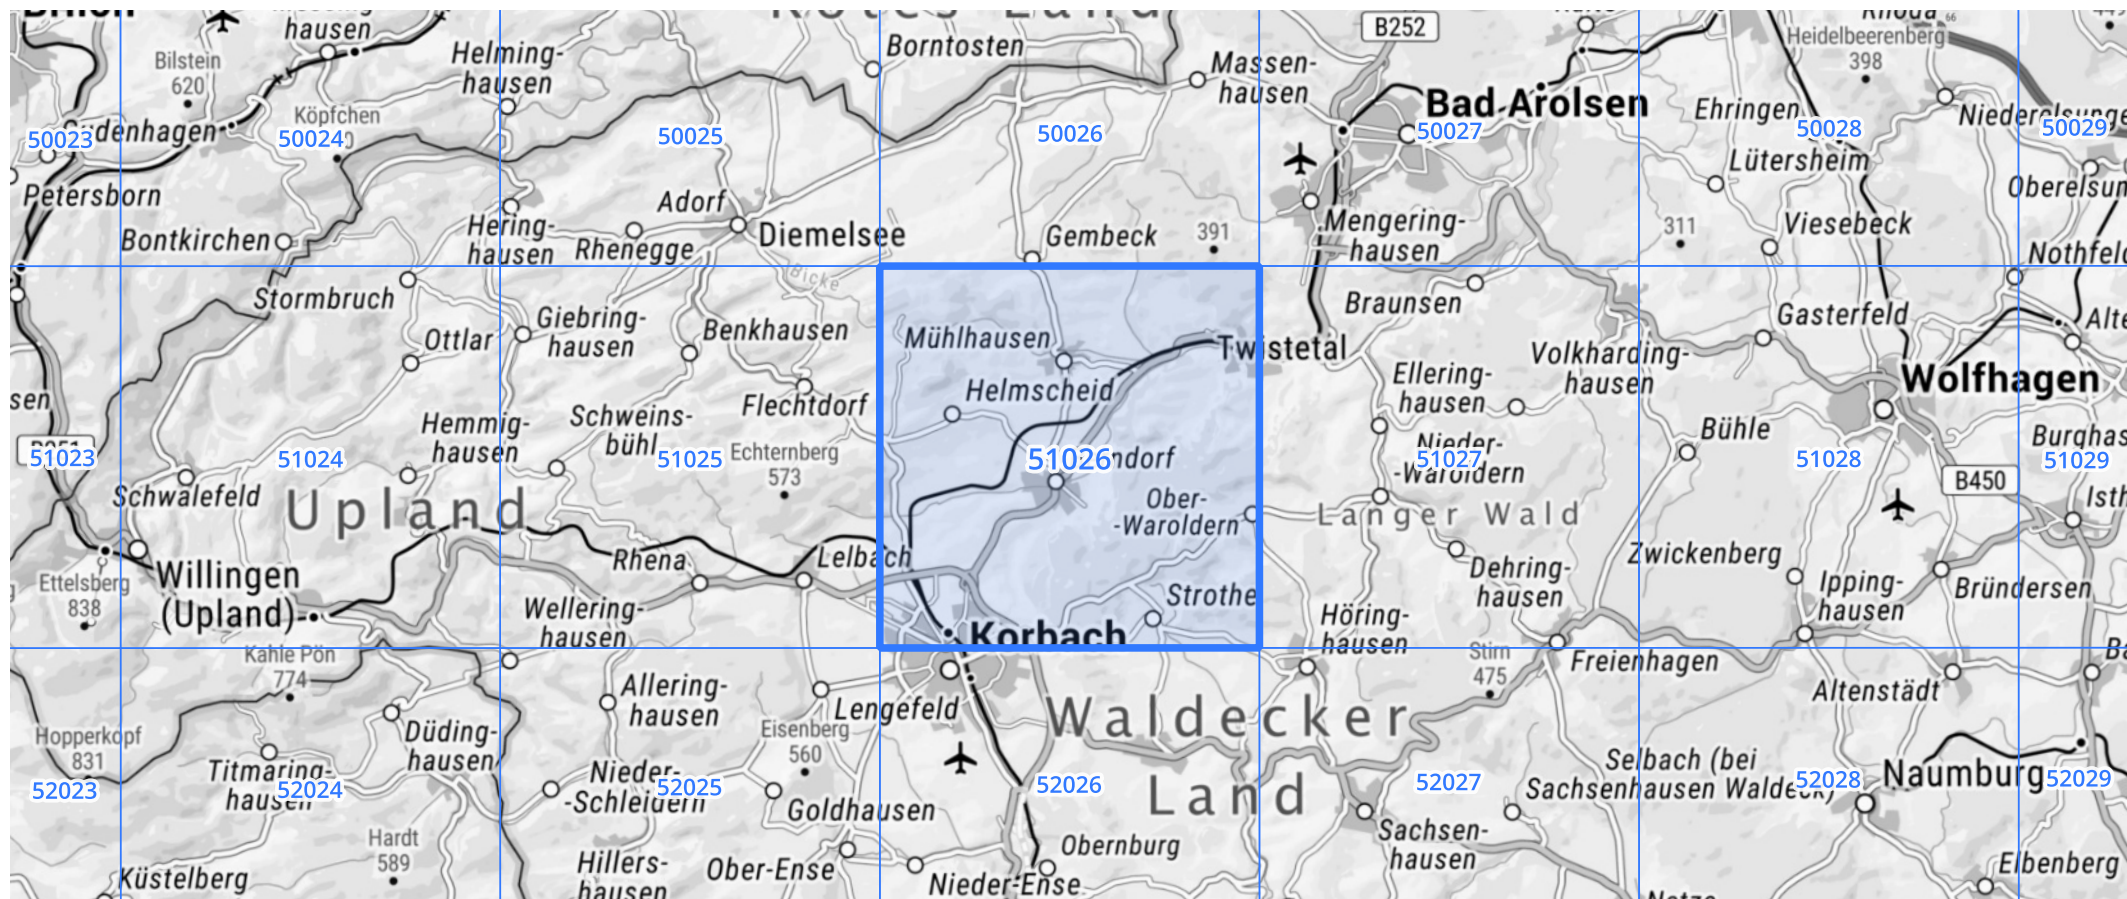 hausen
Bilstein
620
Helming-
hausen
Borntosten
Massen-
hausen
B252
Heidelbeerenberg
398
66
Köpfchen
Bad Arolsen
Ehringen
50023
50024
50025
50026
50027
50028
50029
Petersborn
Lütersheim
Adorf
Bontkirchen
Hering-
hausen
Rhenegge
Diemelsee
Gembeck
391
Mengering-
hausen
311
Viesebeck
Bicke
Stormbruch
Giebring-
hausen
Ottlar
Benkhausen
Mühlhausen
Twistetal
Braunsen
Gasterfeld
Volkharding-
hausen
Helmscheid
Flechtdorf
Ellering-
hausen
Wolfhagen
Hemmig-
hausen
Schweins-
bühl
Echternberg
573
Nieder-
-Waroldern
Bühle
51023
51024
51025
51026
51027
51028
51029
ndorf
Schwalefeld
Upland
Ober-
-Waroldern
Langer Wald
B450
Ettelsberg
838
Willingen
(Upland)
Rhena
Lelbach
Wellering-
hausen
Strothe
Dehring-
hausen
Zwickenberg
Ipping-
hausen
Bründersen
Höring-
hausen
Korbach
Kahle Pön
774
Stirn
475
Freienhagen
Altenstädt
Allering-
hausen
Lengefeld
Waldecker
Land
Hopperkopf
831
Düding-
hausen
Eisenberg
560
Titmaring-
hausen
Nieder-
-Schleidern
Goldhausen
Selbach (bei
Sachsenhausen Waldeck)
Naumburg
52023
52024
52025
52026
52027
52028
52029
Hardt
589
Sachsen-
hausen
Obernburg
Küstelberg
Hillers-
hausen
Ober-Ense
Nieder-Ense
Elbenberg